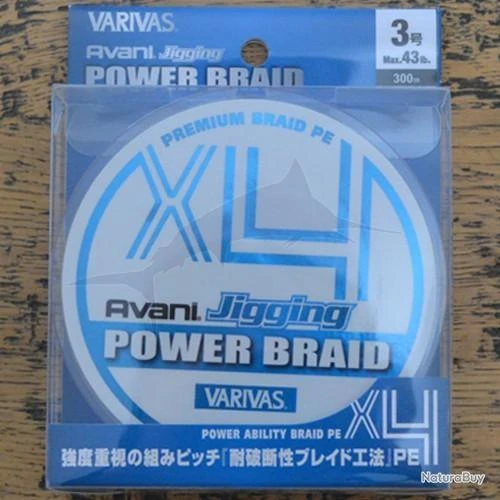 VARIVAS®
Avani Jigging
POWER BRAID
3号
Max.43lb.
300m
PREMIUM BRAID PE
X4
Avani Jigging
POWER BRAID
VARIVAS®
POWER ABILITY BRAID PE X4
強度重視の組みピッチ『耐破断性ブレイド工法』PE
NaturaBuy